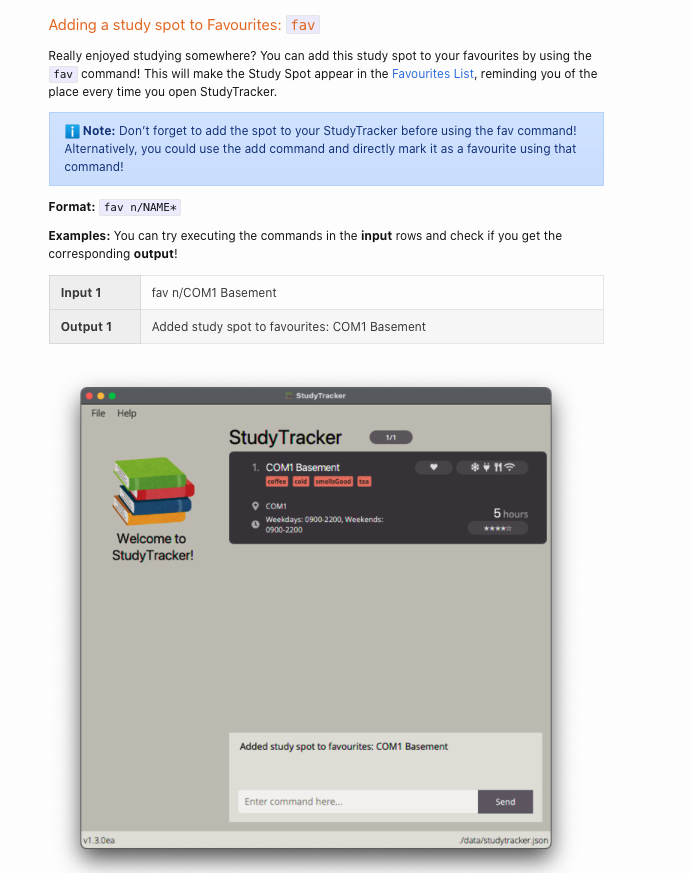 Adding a study spot to Favourites: fav
Really enjoyed studying somewhere? You can add this study spot to your favourites by using the
fav command! This will make the Study Spot appear in the Favourites List, reminding you of the
place every time you open StudyTracker.
Note: Don't forget to add the spot to your StudyTracker before using the fav command!
Alternatively, you could use the add command and directly mark it as a favourite using that
command!
Format: fav n/NAME*
Examples: You can try executing the commands in the input rows and check if you get the
corresponding output!
Input 1 fav n/COM1 Basement
Output 1 Added study spot to favourites: COM1 Basement
StudyTracker
File Help
StudyTracker 1/1
1. COM1 Basement
coffee cold smellsGood tea
COM1
Weekdays: 0900-2200, Weekends:
0900-2200
5 hours
★★★★☆
Welcome to
StudyTracker!
Added study spot to favourites: COM1 Basement
Enter command here... Send
v1.3.0ea ./data/studytracker.json